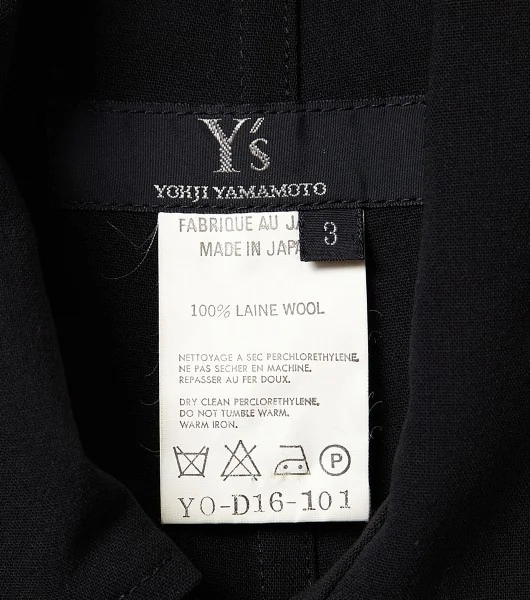 Y's
YOHJI YAMAMOTO
FABRIQUE AU JA
3
MADE IN JAPA
100% LAINE WOOL
NETTOYAGE A SEC PERCHLORETHYLENE.
NE PAS SECHER EN MACHINE.
REPASSER AU FER DOUX.
DRY CLEAN PERCLORETHYLENE.
DO NOT TUMBLE WARM.
WARM IRON.
P
YO-D16-101